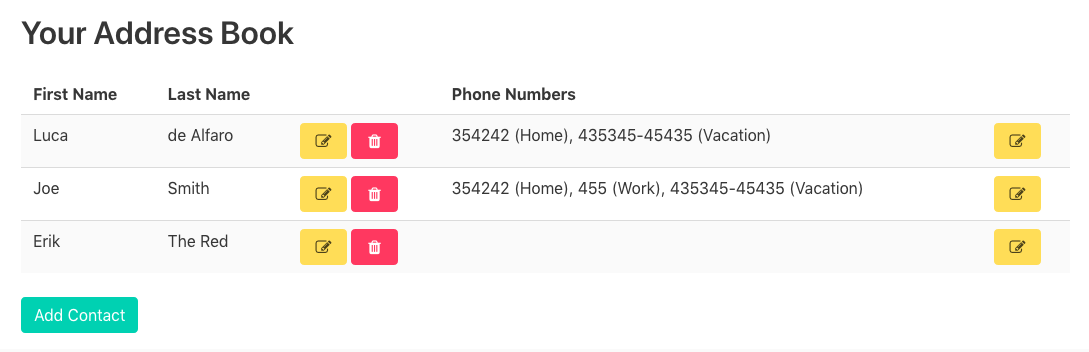 Your Address Book
First Name Last Name Phone Numbers
Luca de Alfaro 354242 (Home), 435345-45435 (Vacation)
Joe Smith 354242 (Home), 455 (Work), 435345-45435 (Vacation)
Erik The Red
Add Contact